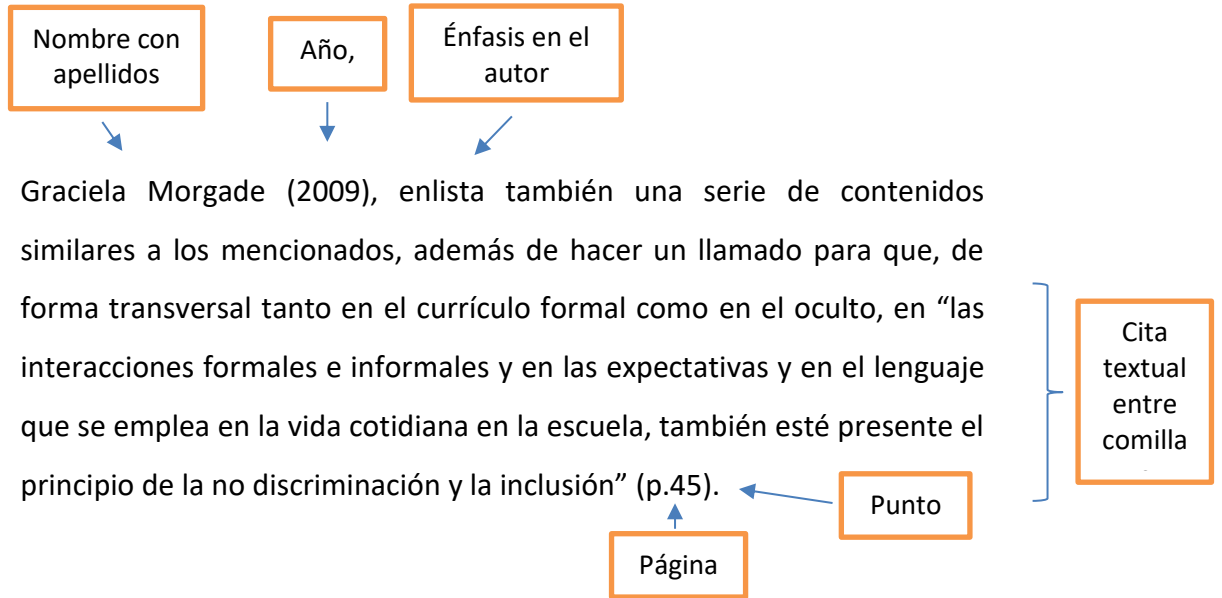 Nombre con
apellidos
Año,
Énfasis en el
autor
Graciela Morgade (2009), enlista también una serie de contenidos
similares a los mencionados, además de hacer un llamado para que, de
forma transversal tanto en el currículo formal como en el oculto, en “las
interacciones formales e informales y en las expectativas y en el lenguaje
que se emplea en la vida cotidiana en la escuela, también esté presente el
principio de la no discriminación y la inclusión” (p.45).
Cita
textual
entre
comilla
Punto
Página